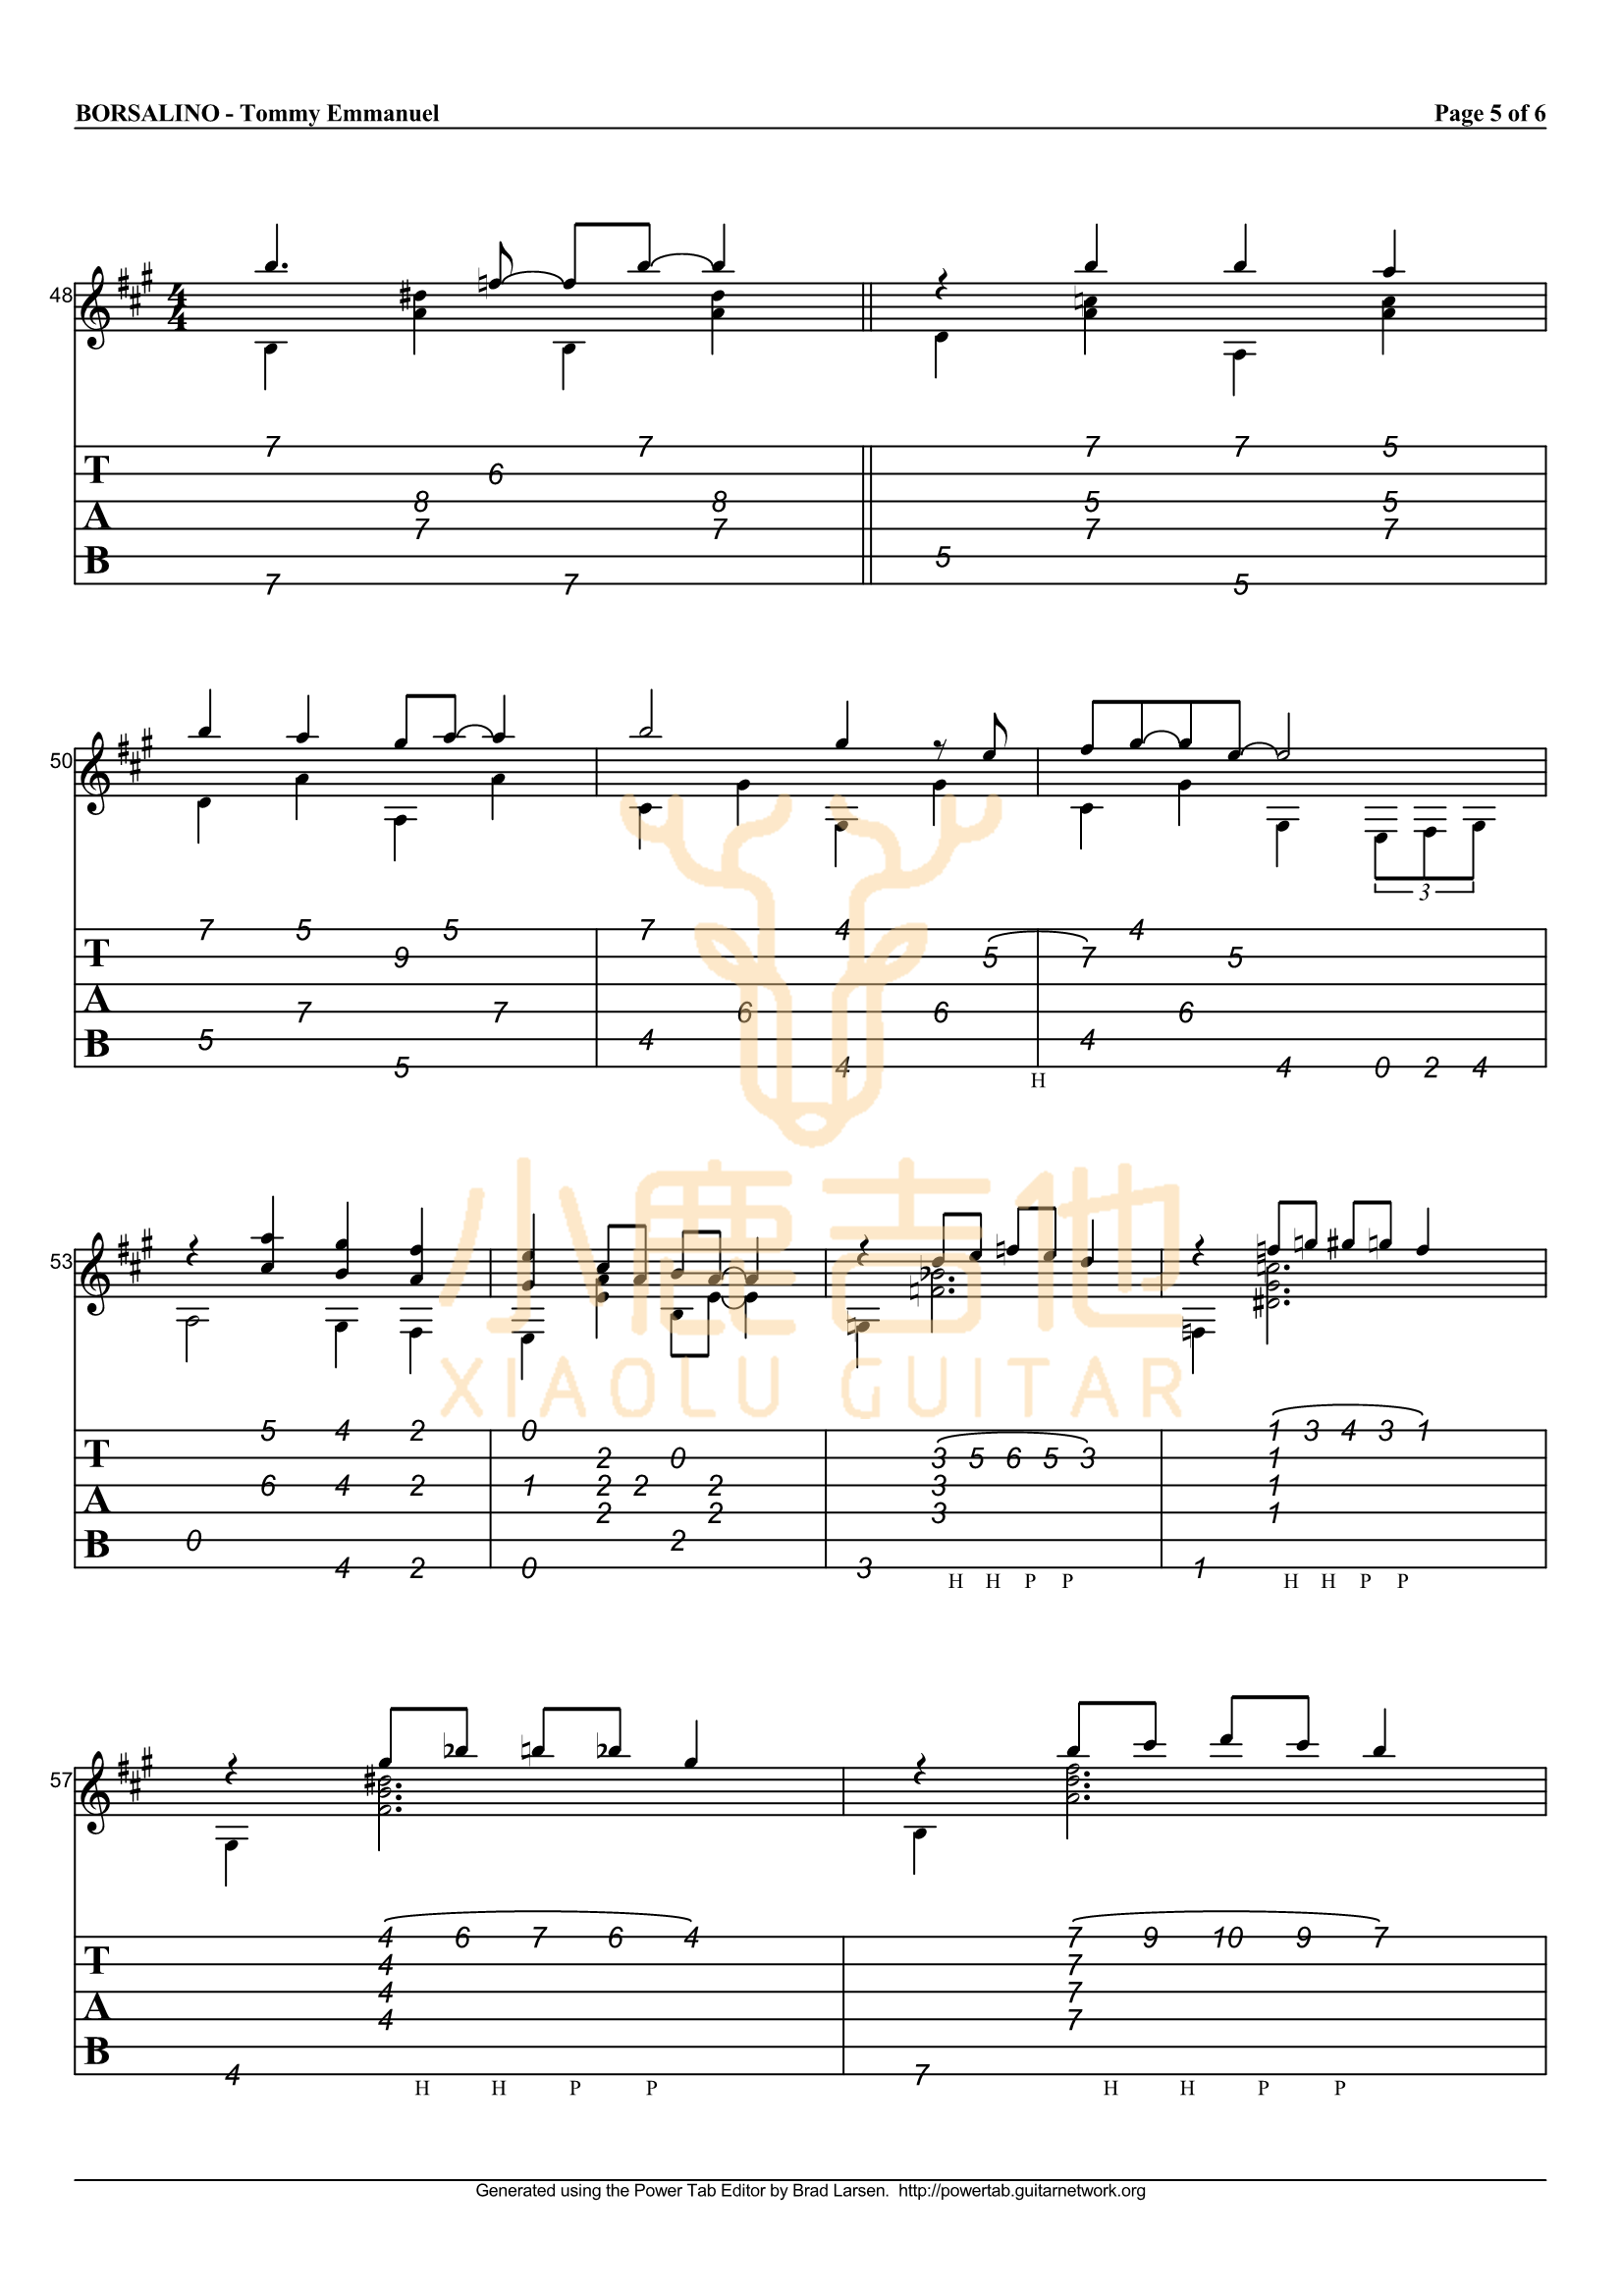 BORSALINO - Tommy Emmanuel Page 5 of 6
48
4
4
7 7 7 7 5
T 6
8 8 5 5
A 7 7 7 7
B 5
7 7 5
50
3
7 5 5 7 4 4
T 9 5 7 5
A 7 7 6 6 6
B 5 4 4
5 4 4 0 2 4
H
小鹿吉他
53
XIAOLU GUITAR
5 4 2 0 1 3 4 3 1
T 2 0 3 5 6 5 3 1
6 4 2 1 2 2 2 3 1
A 2 2 3 1
B 0 2
4 2 0 3 1
H H P P H H P P
57
4 6 7 6 4 7 9 10 9 7
T 4 7
4 7
A 4 7
B
4 7
H H P P H H P P
Generated using the Power Tab Editor by Brad Larsen. http://powertab.guitarnetwork.org